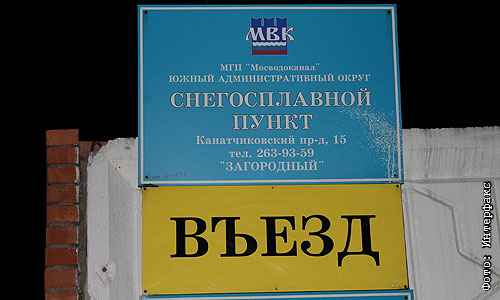 МВК
МГП "Мосводоканал"
ЮЖНЫЙ АДМИНИСТРАТИВНЫЙ ОКРУГ
СНЕГОСПЛАВНОЙ
ПУНКТ
Канатчиковский пр-д, 15
тел. 263-93-59
"ЗАГОРОДНЫЙ"
ВЪЕЗД
Фото: Интерфакс